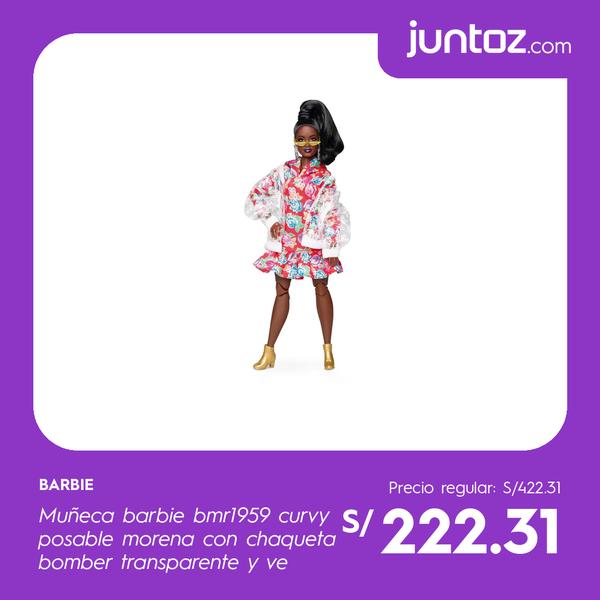 juntoz.com
BARBIE
Muñeca barbie bmr1959 curvy
posable morena con chaqueta
bomber transparente y ve
Precio regular: S/422.31
S/222.31